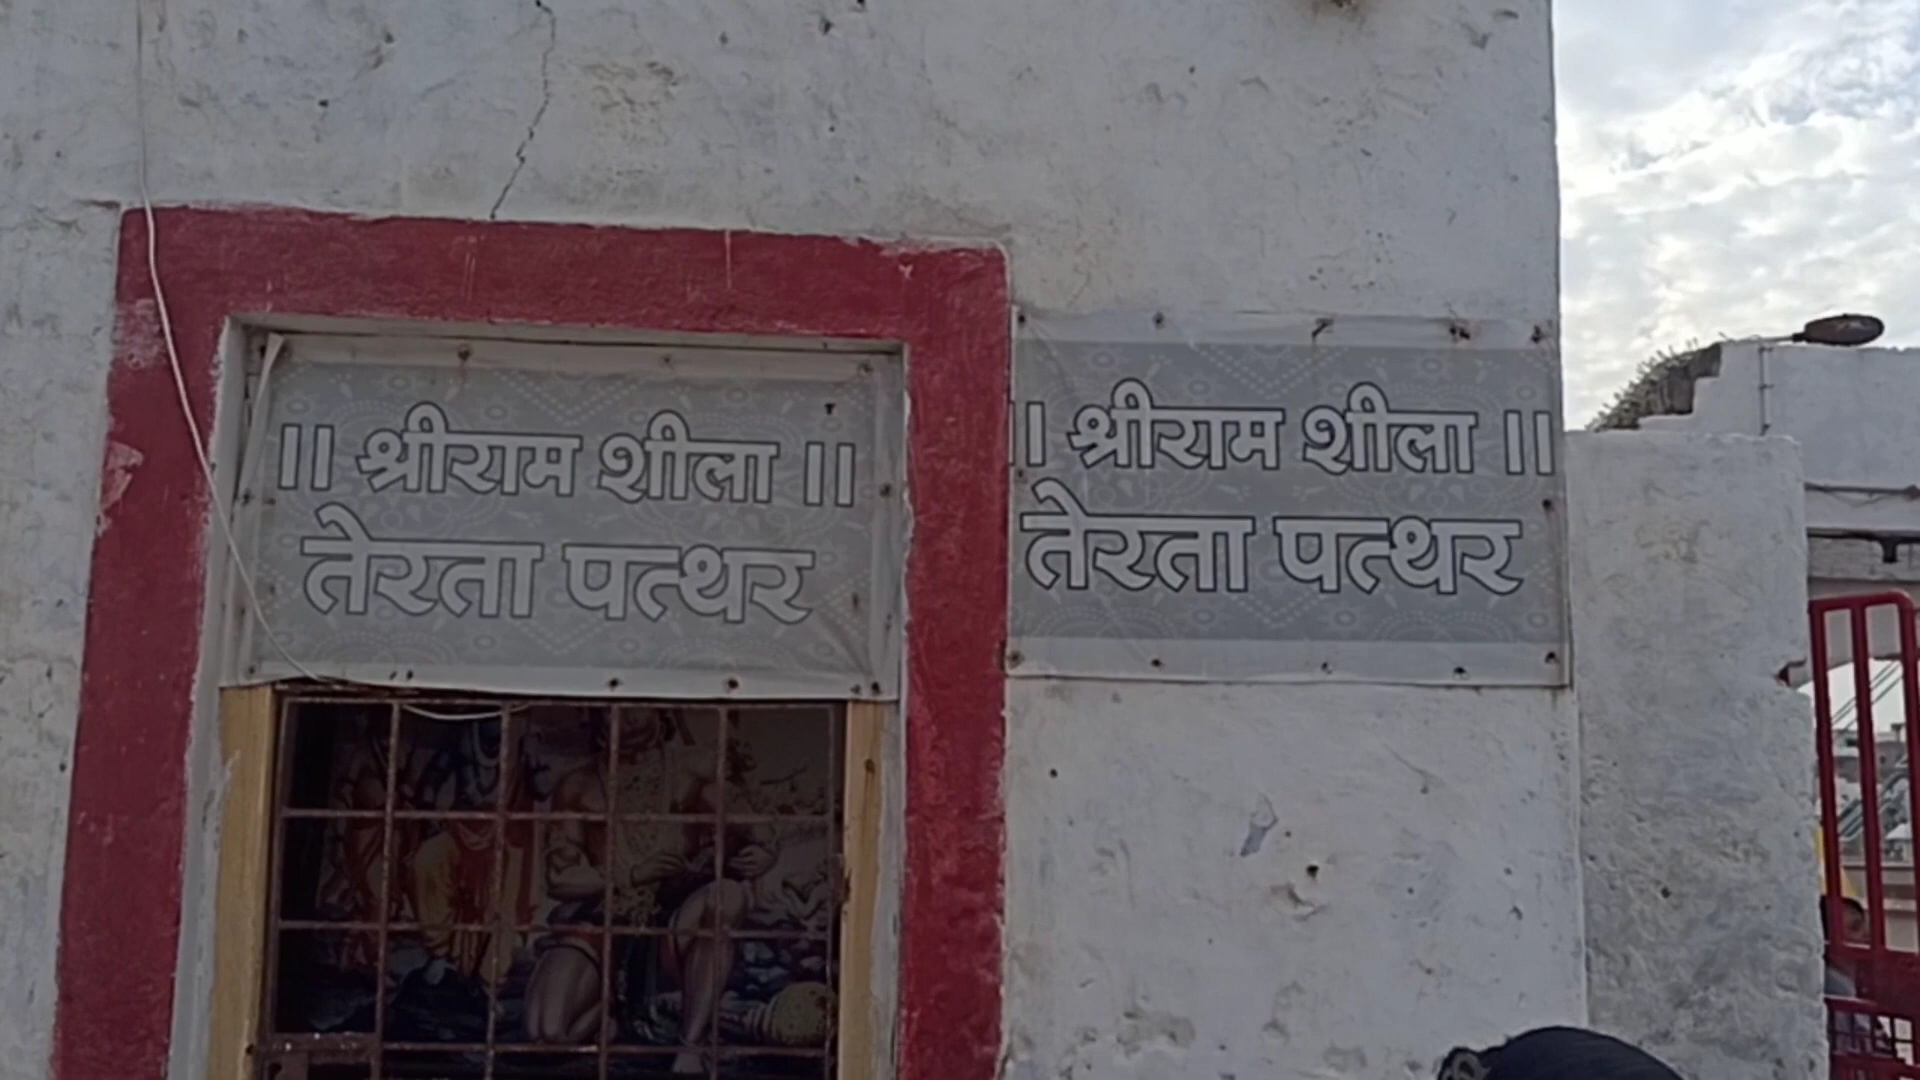 ॥ श्रीराम शीला ॥
तेरता पत्थर
॥ श्रीराम शीला ॥
तेरता पत्थर